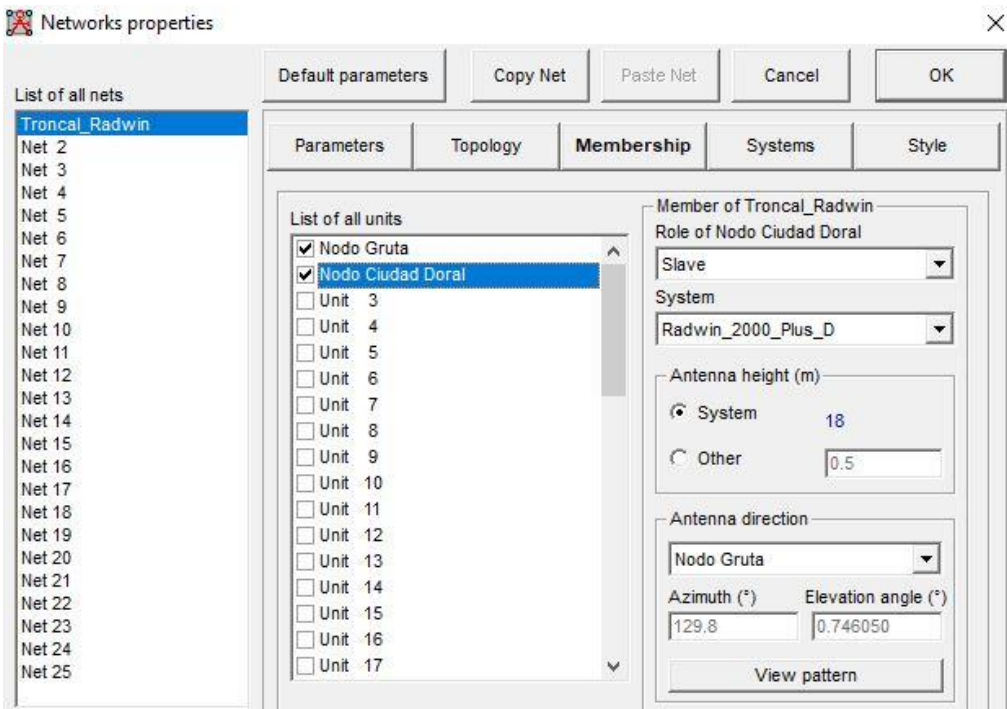 Networks properties
Default parameters
Copy Net
Paste Net
Cancel
OK
List of all nets
Troncal_Radwin
Net 2
Net 3
Net 4
Net 5
Net 6
Net 7
Net 8
Net 9
Net 10
Net 11
Net 12
Net 13
Net 14
Net 15
Net 16
Net 17
Net 18
Net 19
Net 20
Net 21
Net 22
Net 23
Net 24
Net 25
Parameters
Topology
Membership
Systems
Style
List of all units
Nodo Gruta
Nodo Ciudad Doral
Unit 3
Unit 4
Unit 5
Unit 6
Unit 7
Unit 8
Unit 9
Unit 10
Unit 11
Unit 12
Unit 13
Unit 14
Unit 15
Unit 16
Unit 17
Member of Troncal_Radwin
Role of Nodo Ciudad Doral
Slave
System
Radwin_2000_Plus_D
Antenna height (m)
System 18
Other 0.5
Antenna direction
Nodo Gruta
Azimuth (°) Elevation angle (°)
129.8 0.746050
View pattern